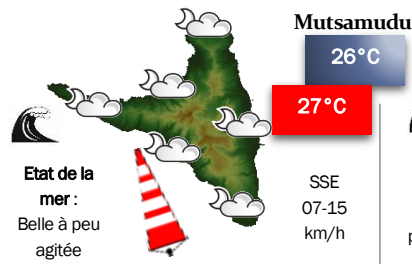 Mutsamudu
26°C
27°C
Etat de la
mer :
Belle à peu
agitée
SSE
07-15
km/h
p